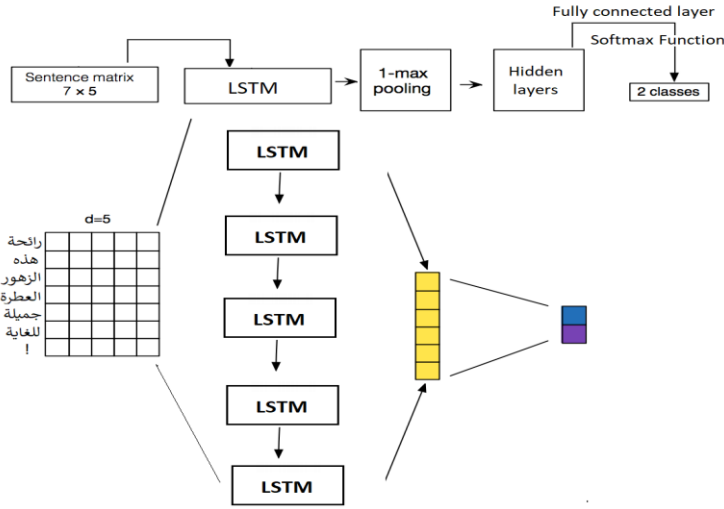 Fully connected layer
Softmax Function
Sentence matrix
7 × 5
LSTM
1-max
pooling
Hidden
layers
2 classes
LSTM
LSTM
LSTM
LSTM
LSTM
d=5
رائحة
هذه
الزهور
العطرة
جميلة
للغاية
!